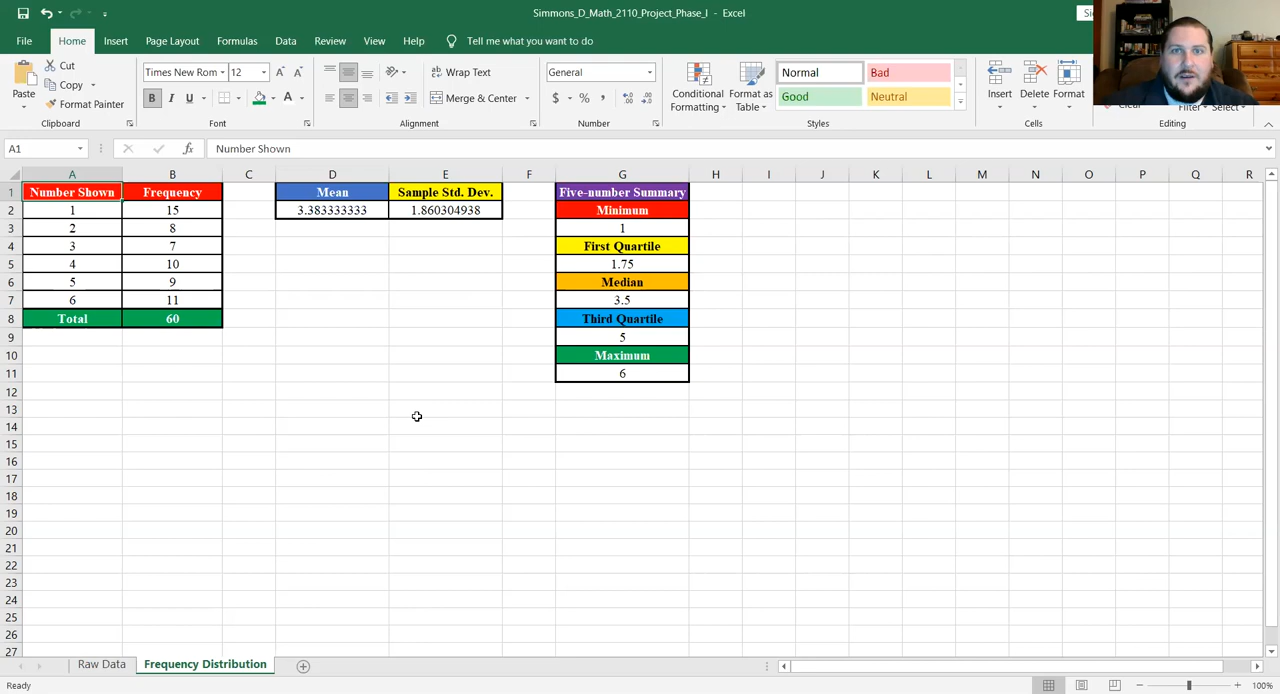 Simmons_D_Math_2110_Project_Phase_I - Excel
File Home Insert Page Layout Formulas Data Review View Help Tell me what you want to do
Paste Cut Copy Format Painter
Times New Rom 12
B I U A
Wrap Text
Merge & Center
General
$ % ,
Conditional Formatting
Format as Table
Normal Bad
Good Neutral
Insert Delete Format
Clipboard Font Alignment Number Styles Cells Editing
A1 fx Number Shown
A B C D E F G H I J K L M N O P Q R
1 Number Shown Frequency Mean Sample Std. Dev. Five-number Summary
2 1 15 3.383333333 1.860304938 Minimum
3 2 8 1
4 3 7 First Quartile
5 4 10 1.75
6 5 9 Median
7 6 11 3.5
8 Total 60 Third Quartile
9 5
10 Maximum
11 6
12
13
14
15
16
17
18
19
20
21
22
23
24
25
26
27
Raw Data Frequency Distribution
Ready 100%